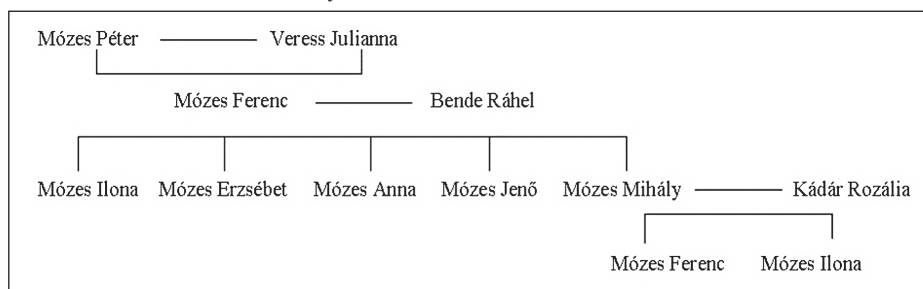 Mózes Péter Veress Julianna
Mózes Ferenc Bende Ráhel
Mózes Ilona Mózes Erzsébet Mózes Anna Mózes Jenő Mózes Mihály Kádár Rozália
Mózes Ferenc Mózes Ilona